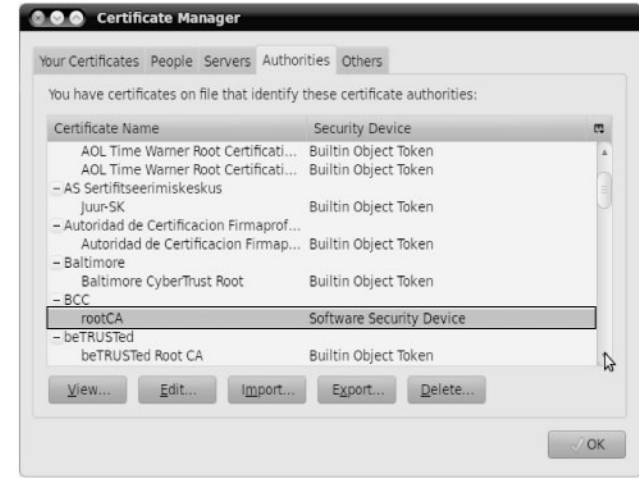 Certificate Manager
Your Certificates People Servers Authorities Others
You have certificates on file that identify these certificate authorities:
Certificate Name Security Device
AOL Time Warner Root Certificati... Builtin Object Token
AOL Time Warner Root Certificati... Builtin Object Token
– AS Sertifitseerimiskeskus
Juur-SK Builtin Object Token
– Autoridad de Certificacion Firmaprof...
Autoridad de Certificacion Firmap... Builtin Object Token
– Baltimore
Baltimore CyberTrust Root Builtin Object Token
– BCC
rootCA Software Security Device
– beTRUSTed
beTRUSTed Root CA Builtin Object Token
View... Edit... Import... Export... Delete...
OK